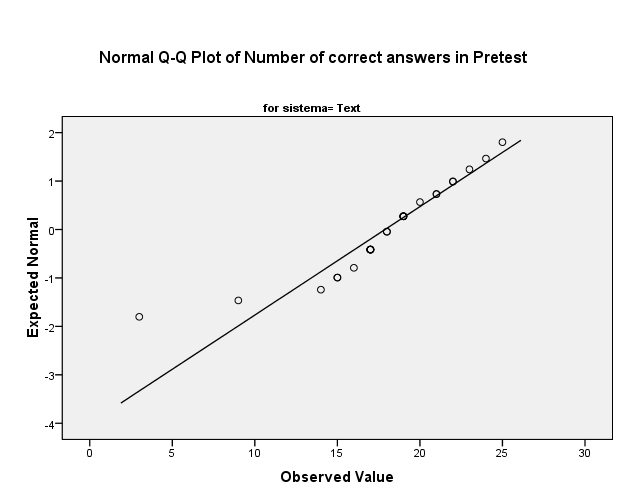 Normal Q-Q Plot of Number of correct answers in Pretest
for sistema= Text
Expected Normal
2
1
0
-1
-2
-3
-4
0 5 10 15 20 25 30
Observed Value